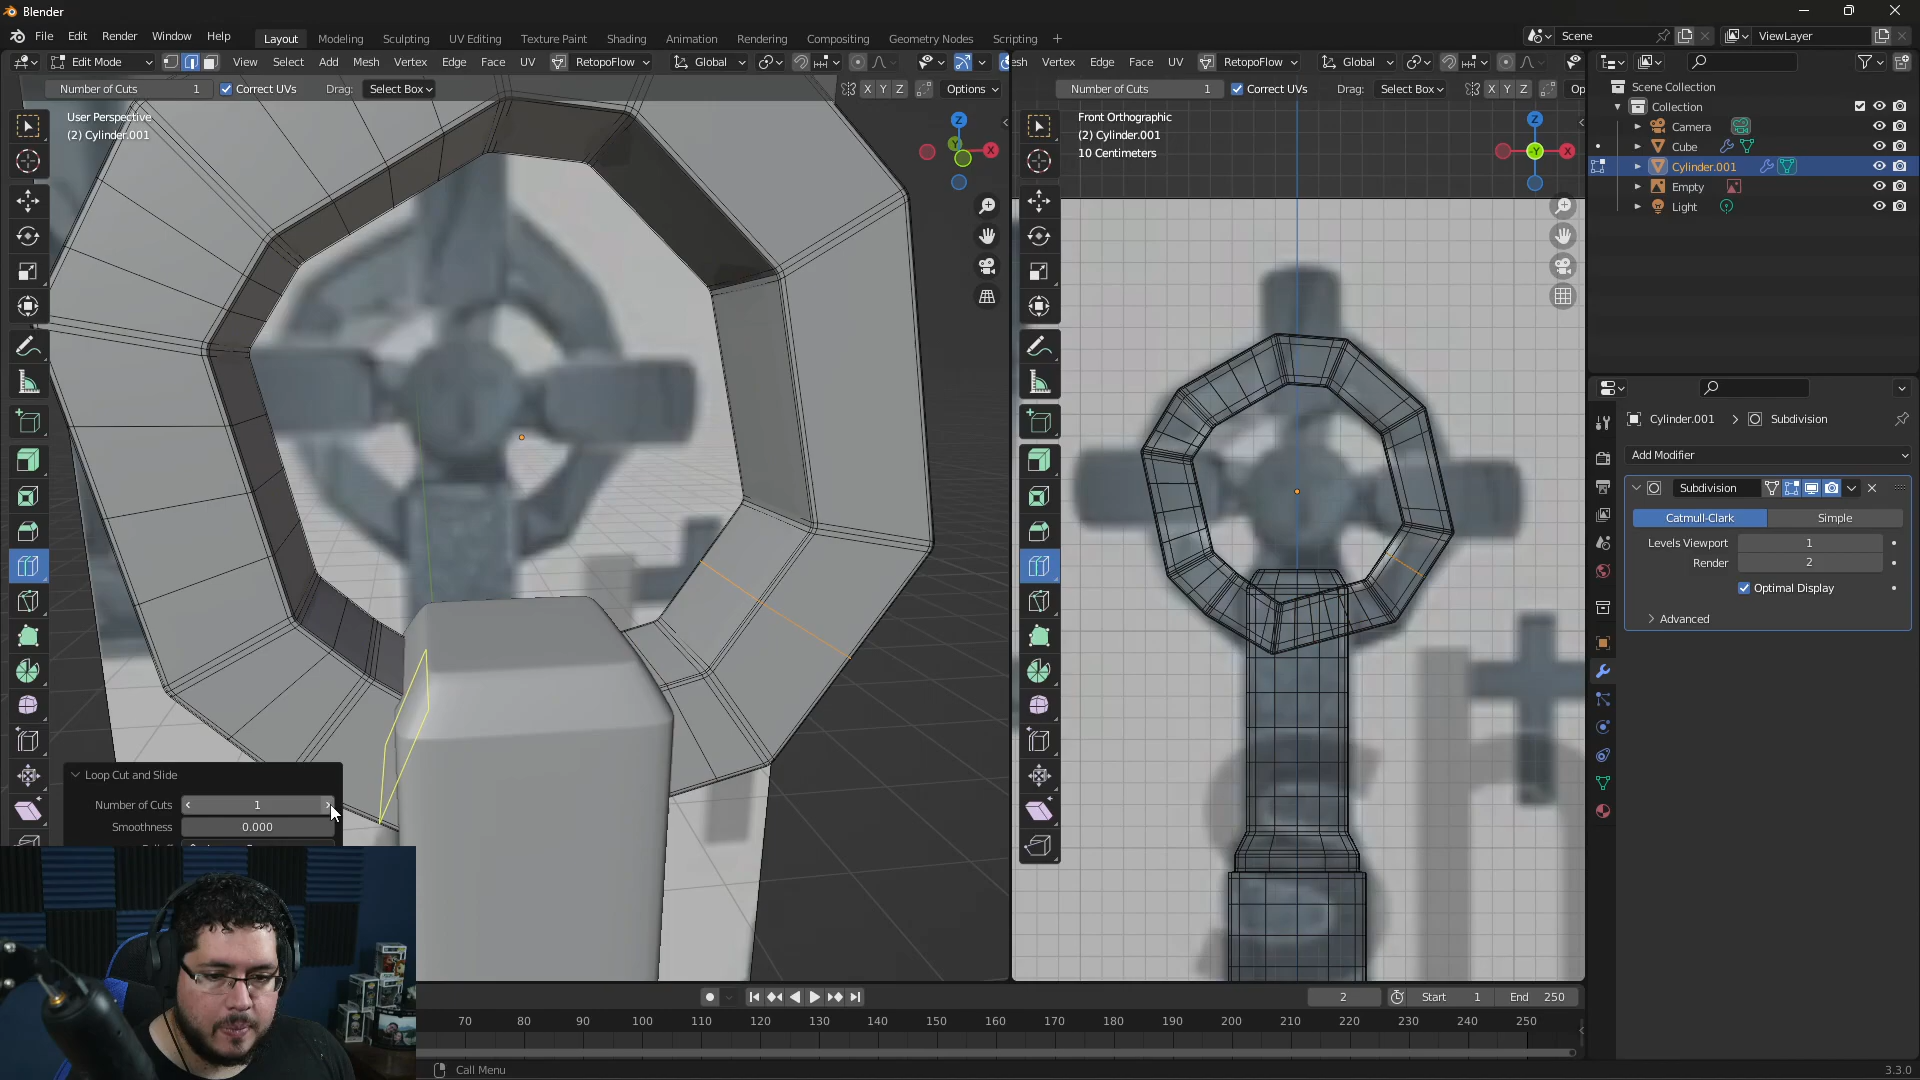 Blender
File Edit Render Window Help
Layout Modeling Sculpting UV Editing Texture Paint Shading Animation Rendering Compositing Geometry Nodes Scripting
Scene
ViewLayer
Edit Mode View Select Add Mesh Vertex Edge Face UV RetopoFlow Global
Number of Cuts 1 Correct UVs Drag: Select Box X Y Z Options
User Perspective
(2) Cylinder.001
Z X Y
Loop Cut and Slide
Number of Cuts 1
Smoothness 0.000
esh Vertex Edge Face UV RetopoFlow Global
Number of Cuts 1 Correct UVs Drag: Select Box X Y Z Op
Front Orthographic
(2) Cylinder.001
10 Centimeters
Z X -Y
Scene Collection
Collection
Camera
Cube
Cylinder.001
Empty
Light
Cylinder.001 Subdivision
Add Modifier
Subdivision
Catmull-Clark Simple
Levels Viewport 1
Render 2
Optimal Display
Advanced
2 Start 1 End 250
70 80 90 100 110 120 130 140 150 160 170 180 190 200 210 220 230 240 250
Call Menu
3.3.0